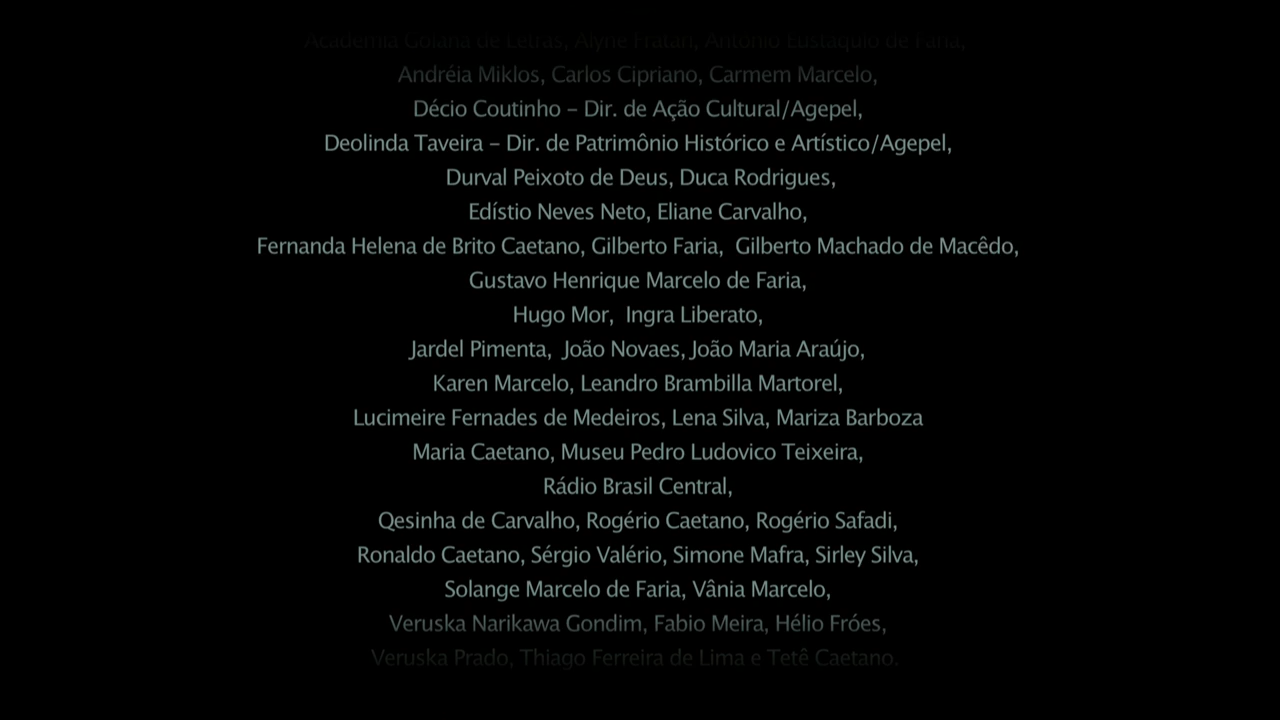 Academia Goiana de Letras, Alyne Fratari, Antônio Eustáquio de Faria,
Andréia Miklos, Carlos Cipriano, Carmem Marcelo,
Décio Coutinho – Dir. de Ação Cultural/Agepel,
Deolinda Taveira – Dir. de Patrimônio Histórico e Artístico/Agepel,
Durval Peixoto de Deus, Duca Rodrigues,
Edístio Neves Neto, Eliane Carvalho,
Fernanda Helena de Brito Caetano, Gilberto Faria,  Gilberto Machado de Macêdo,
Gustavo Henrique Marcelo de Faria,
Hugo Mor,  Ingra Liberato,
Jardel Pimenta,  João Novaes, João Maria Araújo,
Karen Marcelo, Leandro Brambilla Martorel,
Lucimeire Fernades de Medeiros, Lena Silva, Mariza Barboza
Maria Caetano, Museu Pedro Ludovico Teixeira,
Rádio Brasil Central,
Qesinha de Carvalho, Rogério Caetano, Rogério Safadi,
Ronaldo Caetano, Sérgio Valério, Simone Mafra, Sirley Silva,
Solange Marcelo de Faria, Vânia Marcelo,
Veruska Narikawa Gondim, Fabio Meira, Hélio Fróes,
Veruska Prado, Thiago Ferreira de Lima e Tetê Caetano.